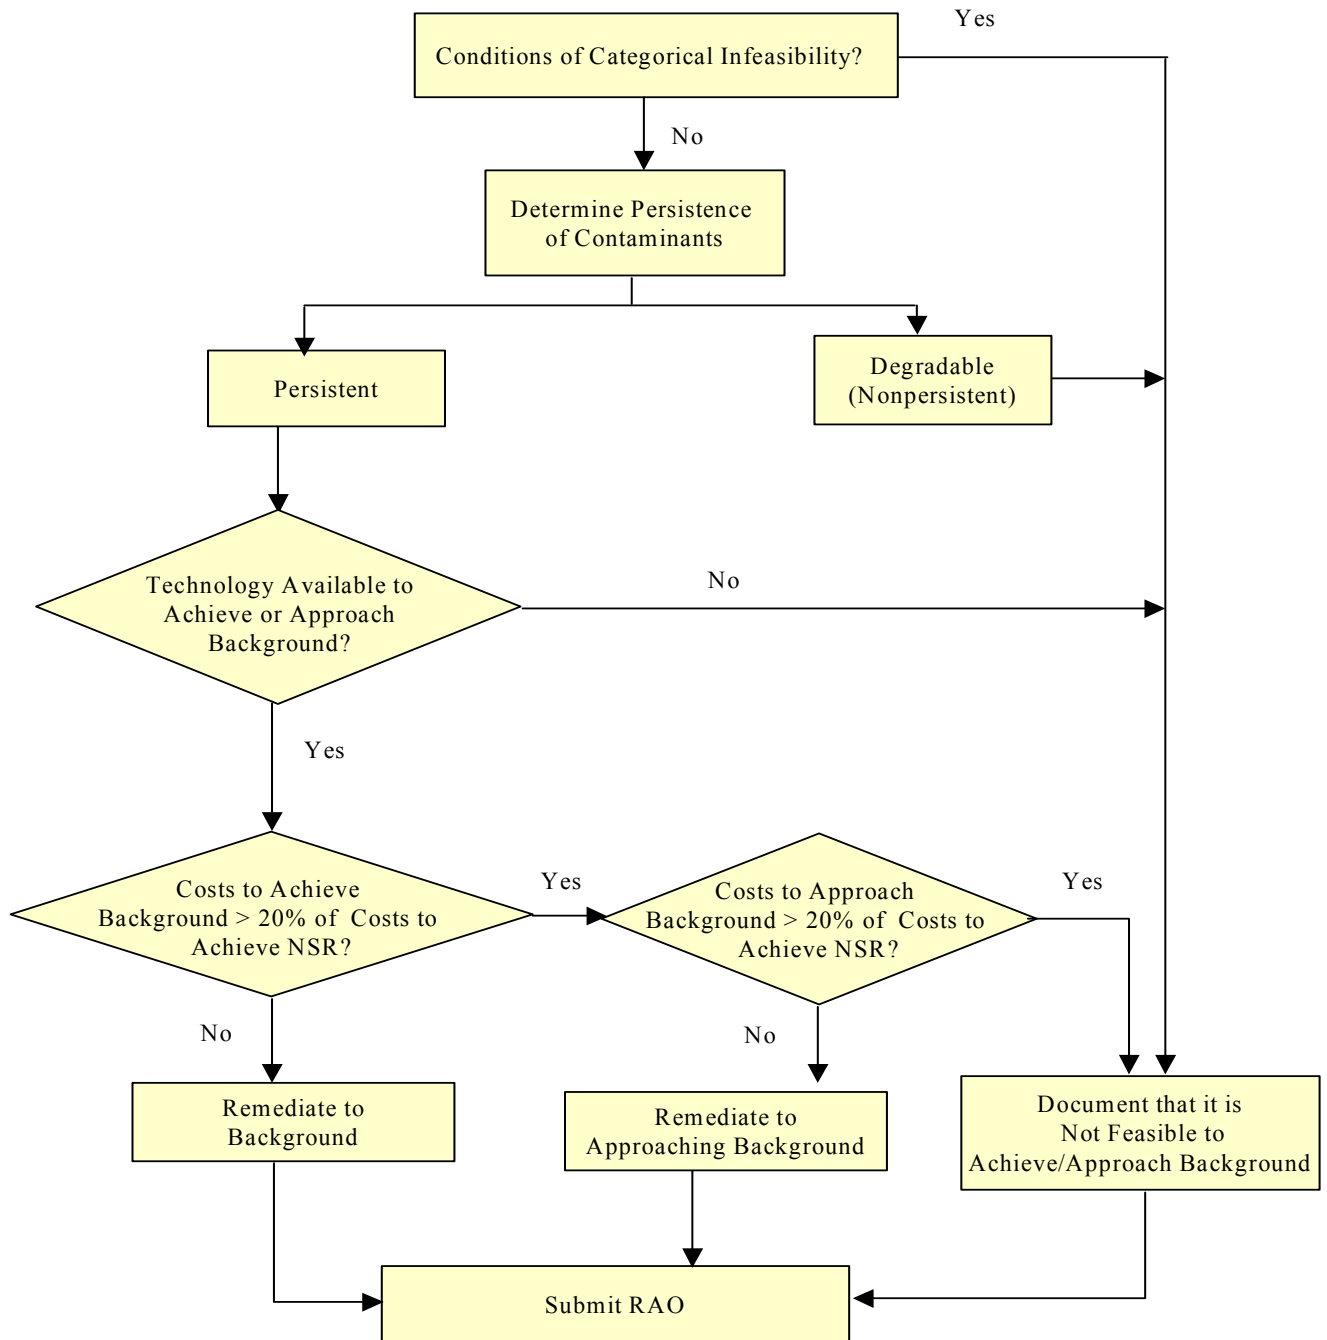 Yes
Conditions of Categorical Infeasibility?
No
Determine Persistence
of Contaminants
Persistent
Degradable
(Nonpersistent)
Technology Available to
Achieve or Approach
Background?
No
Yes
Costs to Achieve
Background > 20% of Costs to
Achieve NSR?
Yes
Costs to Approach
Background > 20% of Costs to
Achieve NSR?
Yes
No
No
Remediate to
Background
Remediate to
Approaching Background
Document that it is
Not Feasible to
Achieve/Approach Background
Submit RAO